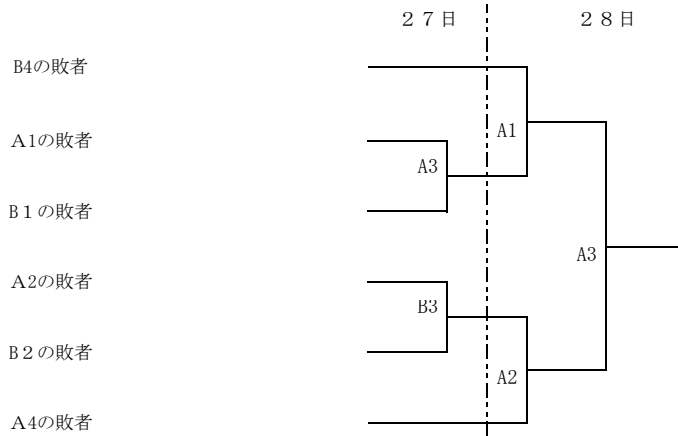 ２７日 ２８日
B4の敗者
A1の敗者
A1
A3
B１の敗者
A3
A2の敗者
B3
B２の敗者
A2
A4の敗者